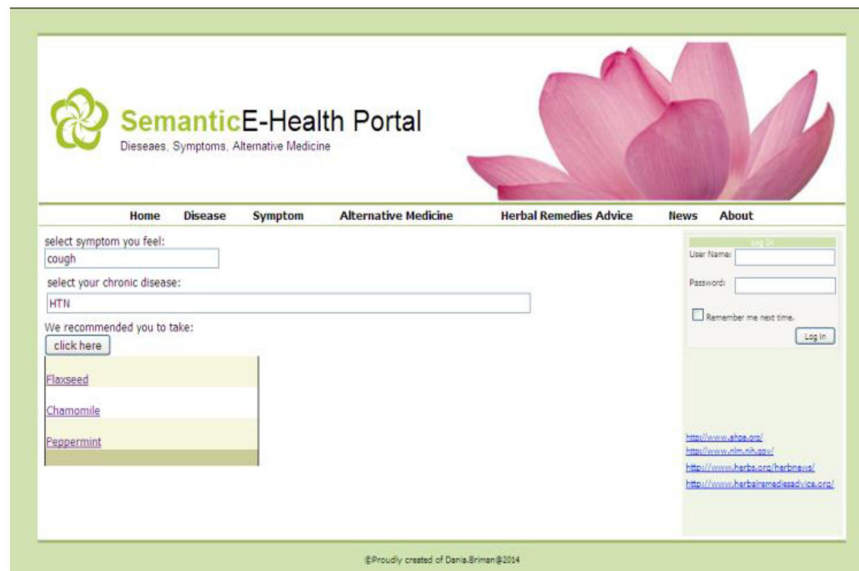 SemanticE-Health Portal
Dieseaes, Symptoms, Alternative Medicine
Home Disease Symptom Alternative Medicine Herbal Remedies Advice News About
select symptom you feel:
cough
select your chronic disease:
HTN
We recommended you to take:
click here
Flaxseed
Chamomile
Peppermint
Log In
User Name:
Password:
Remember me next time.
Log In
http://www.ahpa.org/
http://www.nlm.nih.gov/
http://www.herbs.org/herbnews/
http://www.herbalremediesadvice.org/
©Proudly created of Dania.Briman@2014